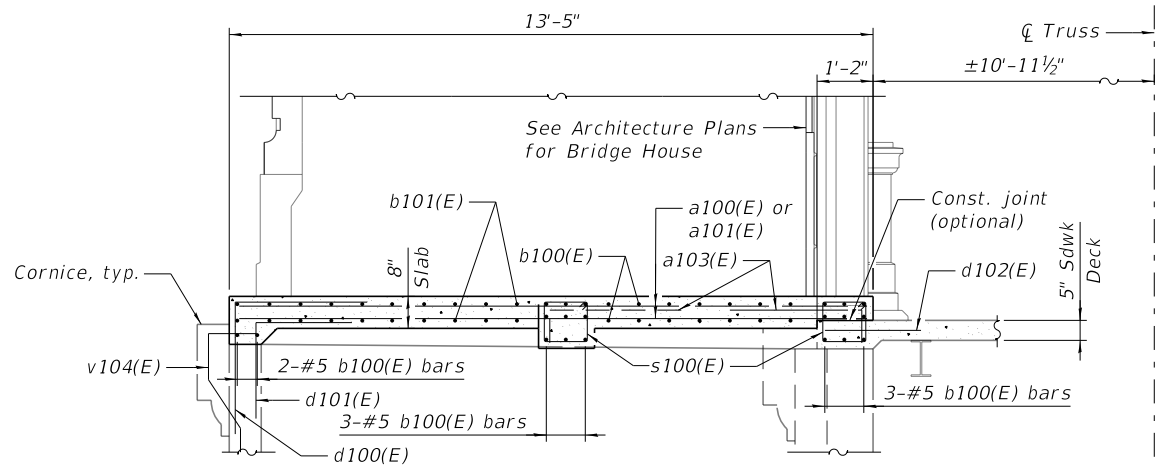 13'-5"
℄ Truss
1'-2"
±10'-11½"
See Architecture Plans
for Bridge House
b101(E)
a100(E) or
a101(E)
Const. joint
(optional)
8" Slab
b100(E)
a103(E)
5" Sdwk
Deck
Cornice, typ.
d102(E)
v104(E)
2-#5 b100(E) bars
s100(E)
d101(E)
3-#5 b100(E) bars
3-#5 b100(E) bars
d100(E)